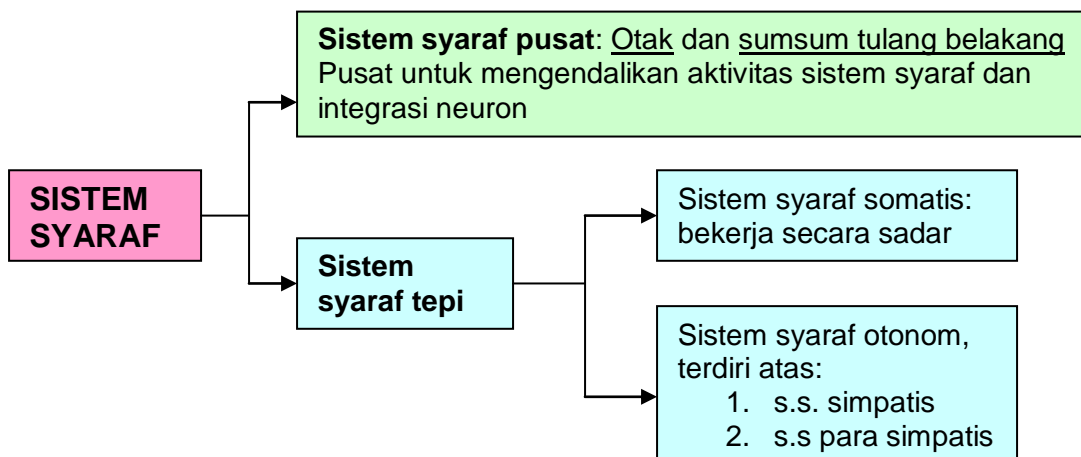 Sistem syaraf pusat: Otak dan sumsum tulang belakang
Pusat untuk mengendalikan aktivitas sistem syaraf dan
integrasi neuron
SISTEM
SYARAF
Sistem
syaraf tepi
Sistem syaraf somatis:
bekerja secara sadar
Sistem syaraf otonom,
terdiri atas:
1. s.s. simpatis
2. s.s para simpatis